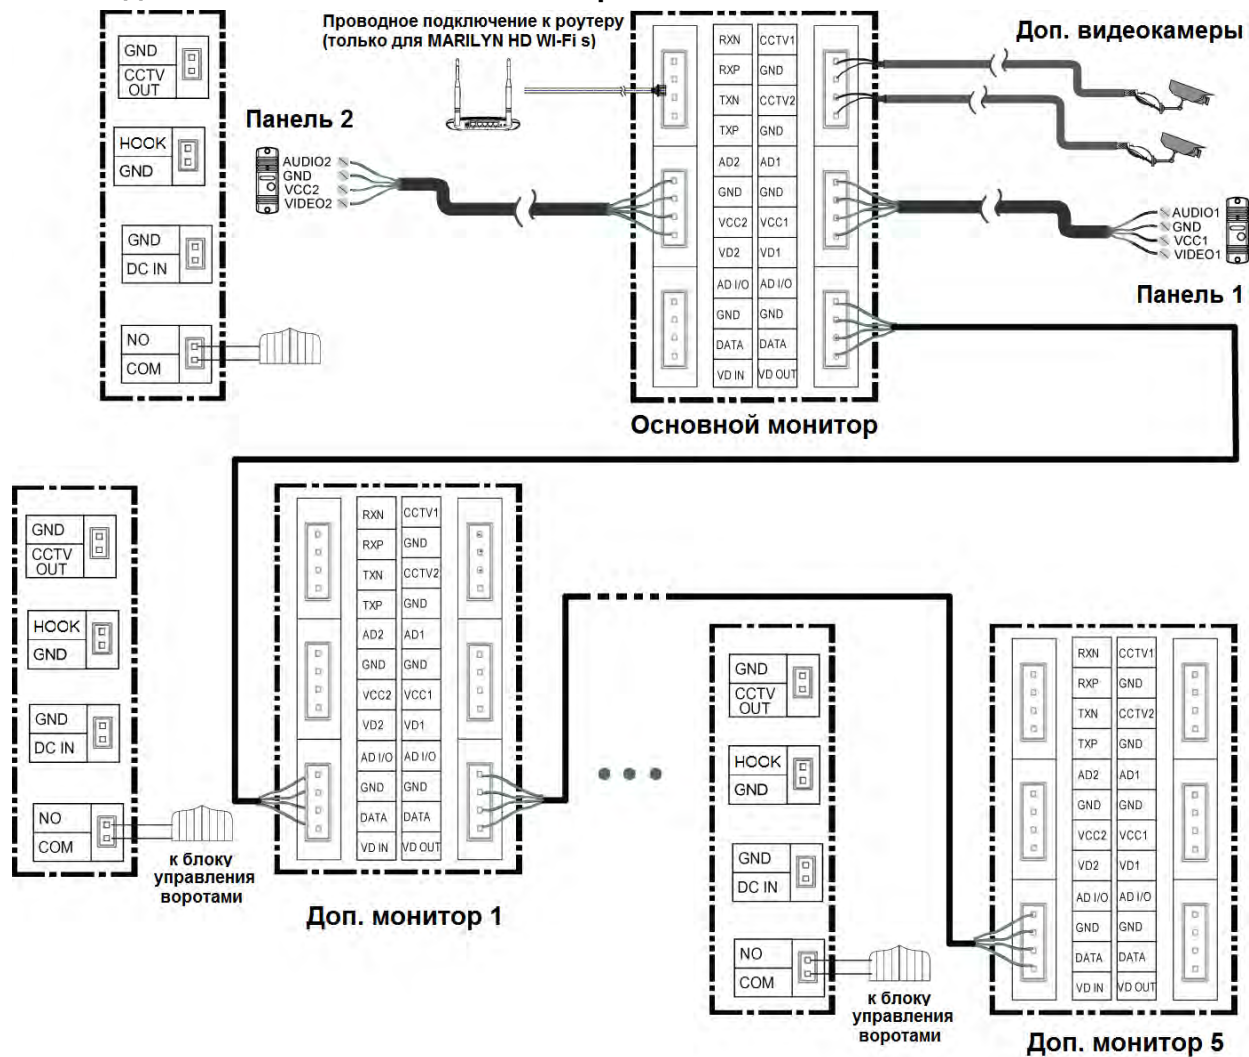 Проводное подключение к роутеру
(только для MARILYN HD WI-Fi s)
Доп. видеокамеры
GND
CCTV
OUT
HOOK
GND
GND
DC IN
NO
COM
Панель 2
AUDIO2
GND
VCC2
VIDEO2
RXN CCTV1
RXP GND
TXN CCTV2
TXP GND
AD2 AD1
GND GND
VCC2 VCC1
VD2 VD1
AD I/O AD I/O
GND GND
DATA DATA
VD IN VD OUT
AUDIO1
GND
VCC1
VIDEO1
Панель 1
Основной монитор
GND
CCTV
OUT
HOOK
GND
GND
DC IN
NO
COM
к блоку
управления
воротами
RXN CCTV1
RXP GND
TXN CCTV2
TXP GND
AD2 AD1
GND GND
VCC2 VCC1
VD2 VD1
AD I/O AD I/O
GND GND
DATA DATA
VD IN VD OUT
Доп. монитор 1
GND
CCTV
OUT
HOOK
GND
GND
DC IN
NO
COM
к блоку
управления
воротами
RXN CCTV1
RXP GND
TXN CCTV2
TXP GND
AD2 AD1
GND GND
VCC2 VCC1
VD2 VD1
AD I/O AD I/O
GND GND
DATA DATA
VD IN VD OUT
Доп. монитор 5